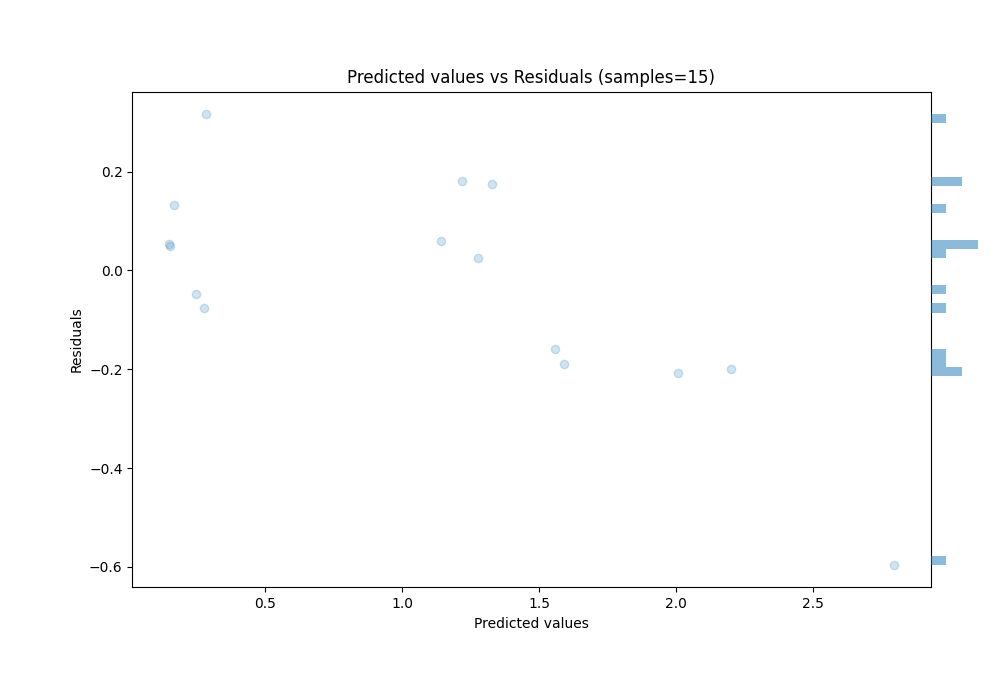 Predicted values vs Residuals (samples=15)
Residuals
0.2
0.0
−0.2
−0.4
−0.6
0.5 1.0 1.5 2.0 2.5
Predicted values